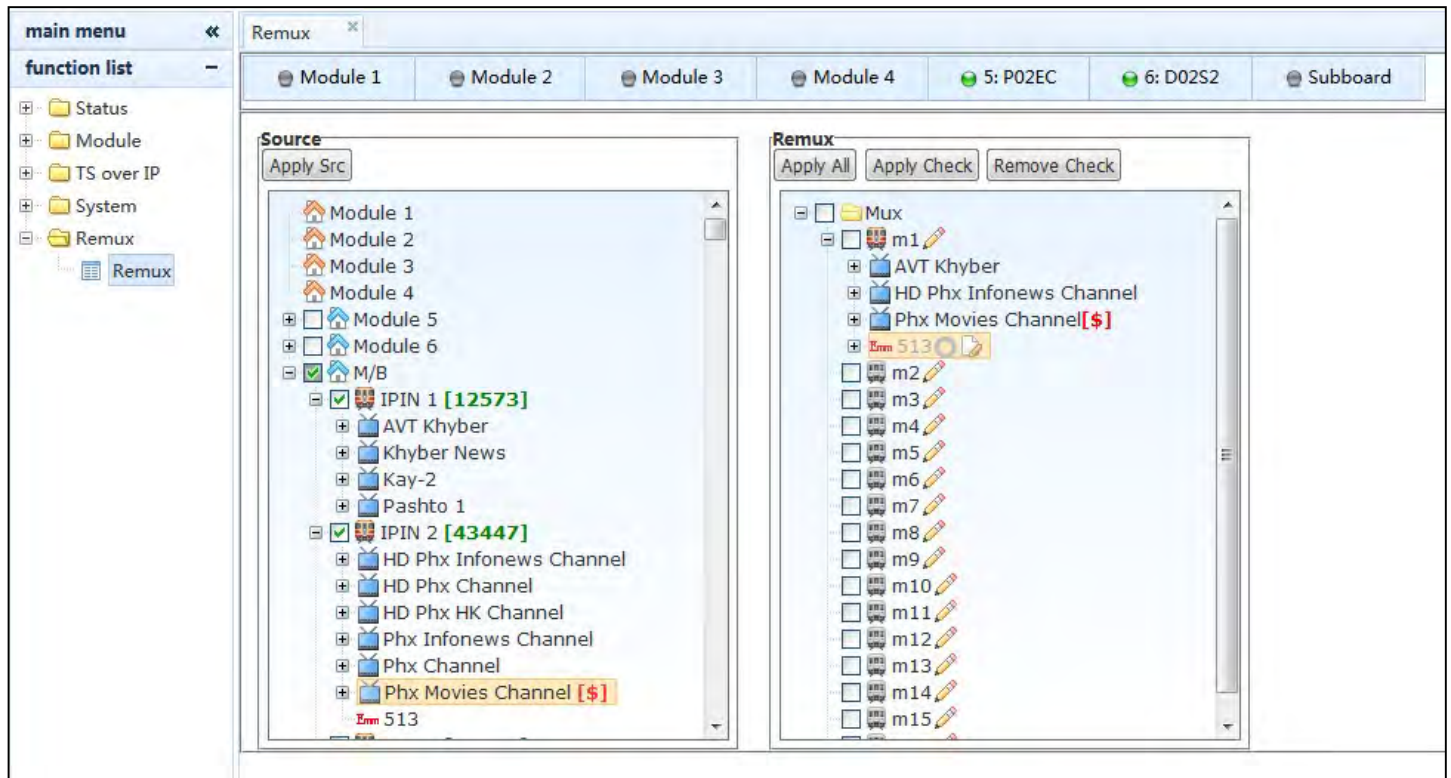 main menu «
function list −
Status
Module
TS over IP
System
Remux
Remux
Remux ×
Module 1 Module 2 Module 3 Module 4 5: P02EC 6: D02S2 Subboard
Source
Apply Src
Module 1
Module 2
Module 3
Module 4
Module 5
Module 6
M/B
IPIN 1 [12573]
AVT Khyber
Khyber News
Kay-2
Pashto 1
IPIN 2 [43447]
HD Phx Infonews Channel
HD Phx Channel
HD Phx HK Channel
Phx Infonews Channel
Phx Channel
Phx Movies Channel [$]
Emm 513
Remux
Apply All Apply Check Remove Check
Mux
m1
AVT Khyber
HD Phx Infonews Channel
Phx Movies Channel[$]
Emm 513
m2
m3
m4
m5
m6
m7
m8
m9
m10
m11
m12
m13
m14
m15